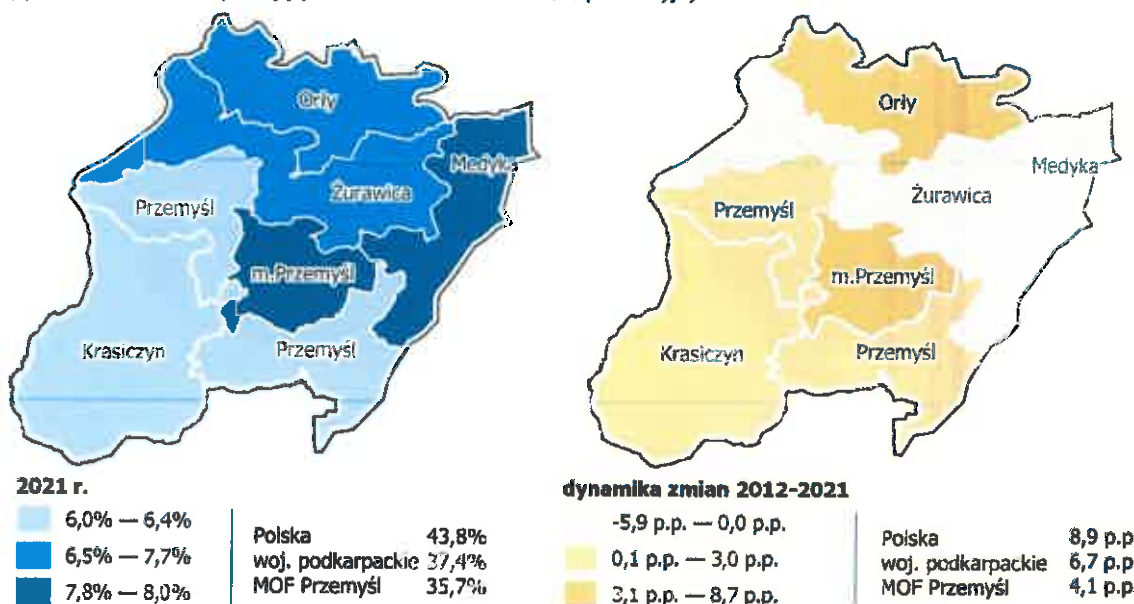 Orły
Medyka
Żurawica
Przemyśl
m.Przemyśl
Krasiczyn
Przemyśl
2021 r.
6,0% — 6,4%
6,5% — 7,7%
7,8% — 8,0%
Polska 43,8%
woj. podkarpackie 37,4%
MOF Przemyśl 35,7%
Orły
Medyka
Żurawica
Przemyśl
m.Przemyśl
Krasiczyn
Przemyśl
dynamika zmian 2012-2021
-5,9 p.p. — 0,0 p.p.
0,1 p.p. — 3,0 p.p.
3,1 p.p. — 8,7 p.p.
Polska 8,9 p.p
woj. podkarpackie 6,7 p.p
MOF Przemyśl 4,1 p.p